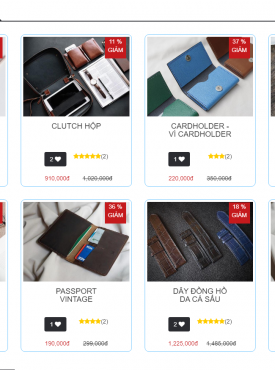 11 %
GIẢM
37 %
GIẢM
CLUTCH HỘP
CARDHOLDER -
VÍ CARDHOLDER
2 (2)
1 (2)
910,000đ 1,020,000đ
220,000đ 350,000đ
36 %
GIẢM
18 %
GIẢM
PASSPORT
VINTAGE
DÂY ĐỒNG HỒ
DA CÁ SẤU
1 (2)
2 (2)
190,000đ 299,000đ
1,225,000đ 1,485,000đ